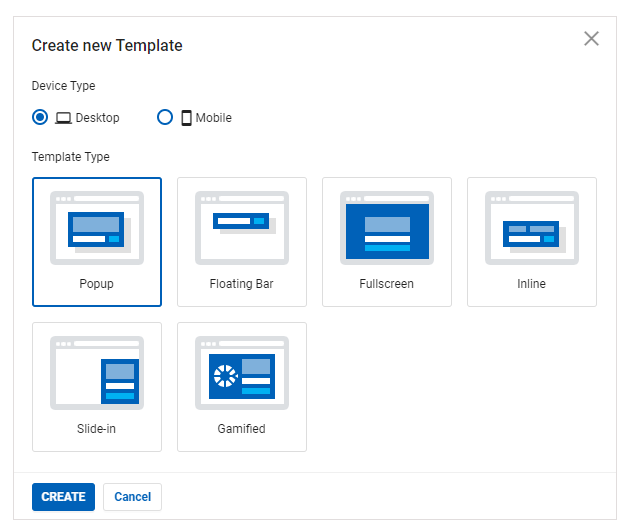 Create new Template
Device Type
Desktop Mobile
Template Type
Popup Floating Bar Fullscreen Inline
Slide-in Gamified
CREATE Cancel